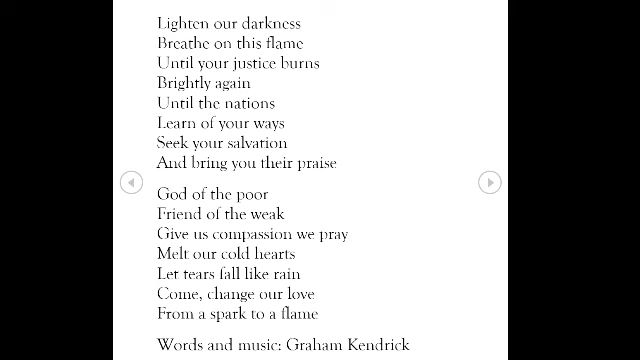 Lighten our darkness
Breathe on this flame
Until your justice burns
Brightly again
Until the nations
Learn of your ways
Seek your salvation
And bring you their praise
God of the poor
Friend of the weak
Give us compassion we pray
Melt our cold hearts
Let tears fall like rain
Come, change our love
From a spark to a flame
Words and music: Graham Kendrick